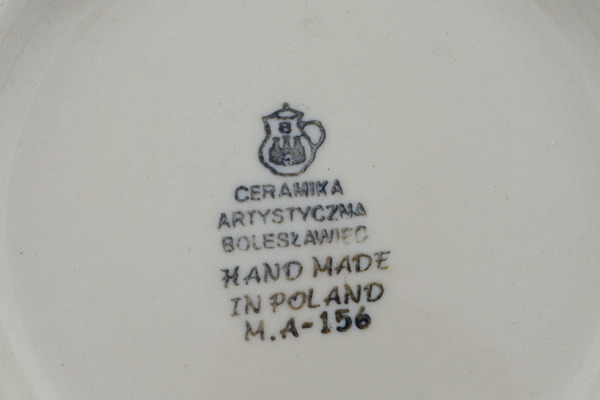 B
CERAMIKA
ARTYSTYCZNA
BOLESŁAWIEC
HAND MADE
IN POLAND
M.A-156